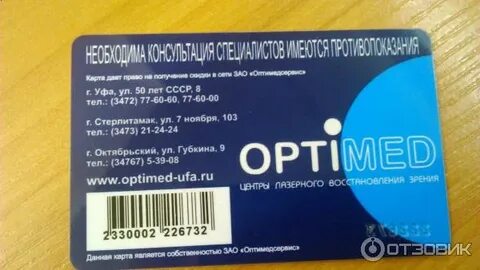 НЕОБХОДИМА КОНСУЛЬТАЦИЯ СПЕЦИАЛИСТОВ ИМЕЮТСЯ ПРОТИВОПОКАЗАНИЯ
Карта дает право на получение скидки в сети ЗАО «Оптимедсервис»
г. Уфа, ул. 50 лет СССР, 8
тел.: (3472) 77-60-60, 77-60-00
г. Стерлитамак, ул. 7 ноября, 103
тел.: (3473) 21-24-24
г. Октябрьский, ул. Губкина, 9
тел.: (34767) 5-39-08
www.optimed-ufa.ru
OPTiMED
ЦЕНТРЫ ЛАЗЕРНОГО ВОССТАНОВЛЕНИЯ ЗРЕНИЯ
2330002 226732
Данная карта является собственностью ЗАО «Оптимедсервис»
ОТЗОВИК